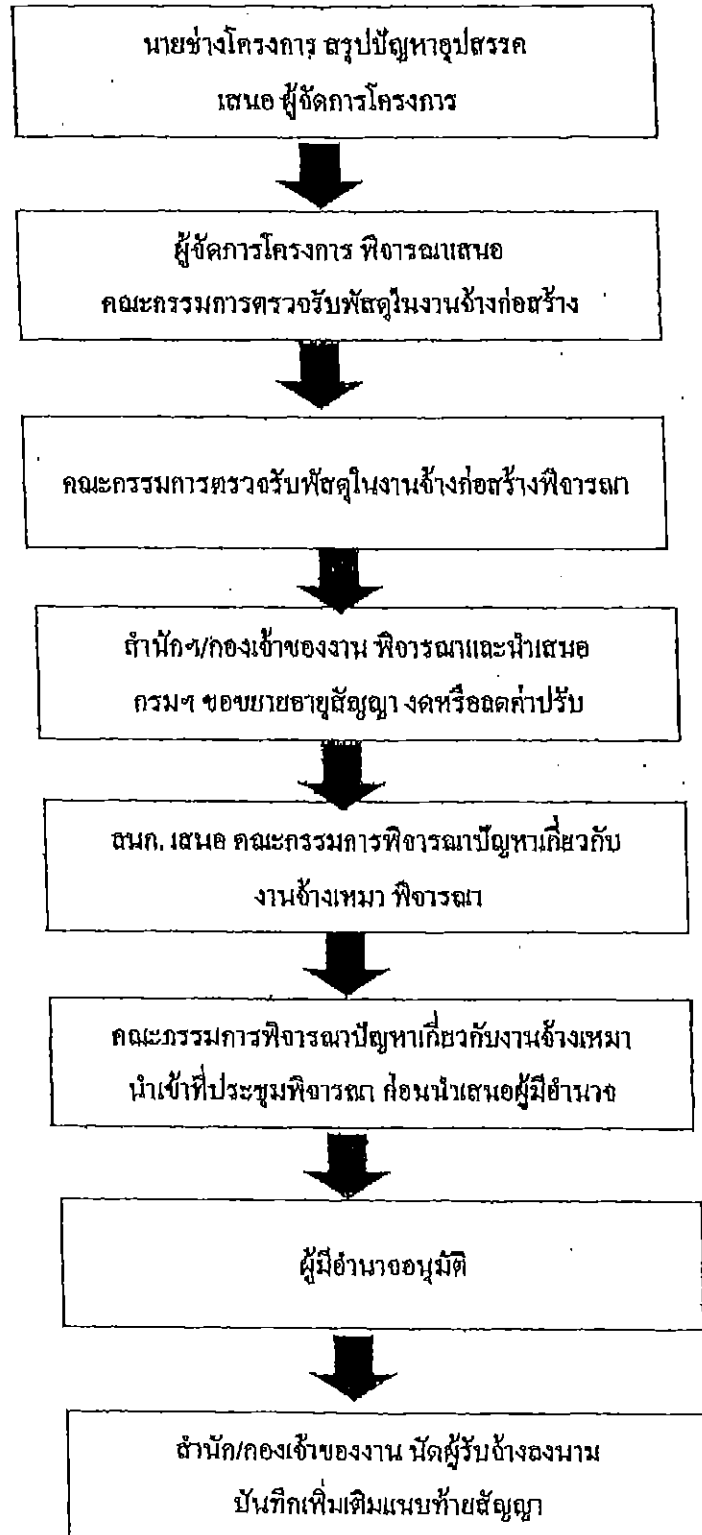 นายช่างโครงการ สรุปปัญหาอุปสรรค
เสนอ ผู้จัดการโครงการ
ผู้จัดการโครงการ พิจารณาเสนอ
คณะกรรมการตรวจรับพัสดุในงานจ้างก่อสร้าง
คณะกรรมการตรวจรับพัสดุในงานจ้างก่อสร้างพิจารณา
สำนักฯ/กองเจ้าของงาน พิจารณาและนำเสนอ
กรมฯ ขอขยายอายุสัญญา งดหรือลดค่าปรับ
สนก. เสนอ คณะกรรมการพิจารณาปัญหาเกี่ยวกับ
งานจ้างเหมา พิจารณา
คณะกรรมการพิจารณาปัญหาเกี่ยวกับงานจ้างเหมา
นำเข้าที่ประชุมพิจารณา ก่อนนำเสนอผู้มีอำนาจ
ผู้มีอำนาจอนุมัติ
สำนัก/กองเจ้าของงาน นัดผู้รับจ้างลงนาม
บันทึกเพิ่มเติมแนบท้ายสัญญา